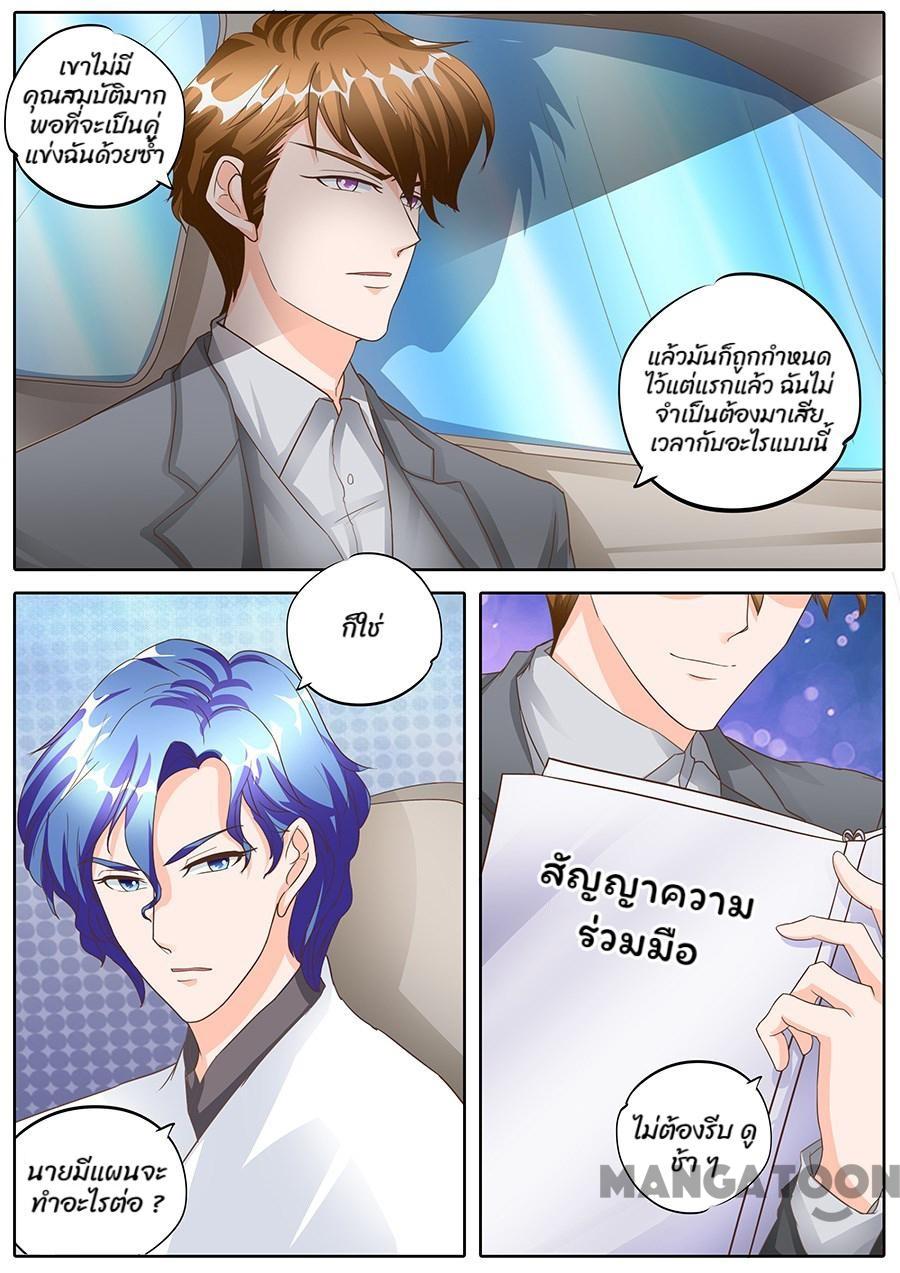 เขาไม่มี
คุณสมบัติมาก
พอที่จะเป็นคู่
แข่งฉันด้วยซ้ำ
แล้วมันก็ถูกกำหนด
ไว้แต่แรกแล้ว ฉันไม่
จำเป็นต้องมาเสีย
เวลากับอะไรแบบนี้
ก็ใช่
นายมีแผนจะ
ทำอะไรต่อ ?
สัญญาความ
ร่วมมือ
ไม่ต้องรีบ ดู
ช้า ๆ
MANGATOON